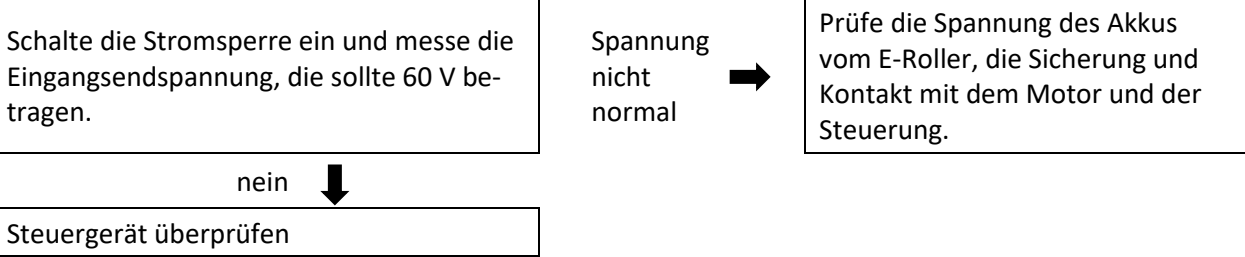 Schalte die Stromsperre ein und messe die
Eingangsendspannung, die sollte 60 V be-
tragen.
Spannung
nicht
normal
Prüfe die Spannung des Akkus
vom E-Roller, die Sicherung und
Kontakt mit dem Motor und der
Steuerung.
nein
Steuergerät überprüfen